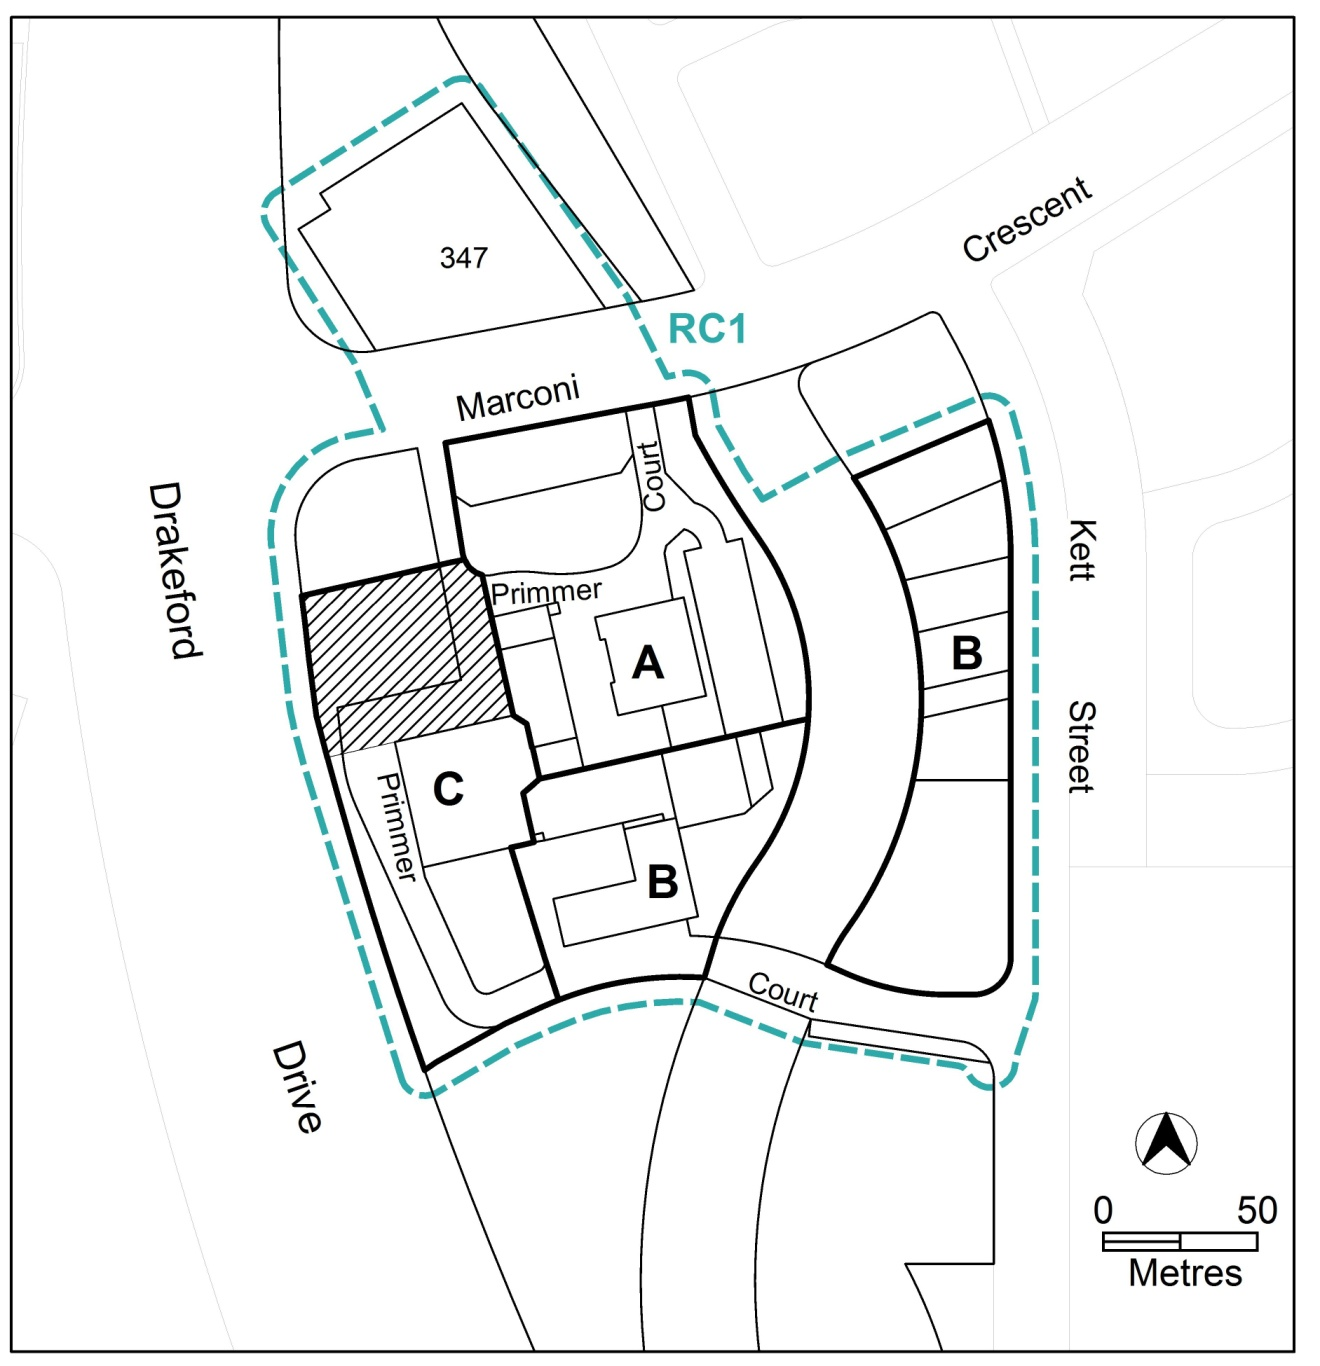 347
Crescent
RC1
Marconi
Court
Drakeford
Kett
Primmer
A
B
Street
C
Primmer
B
Court
Drive
0 50
Metres